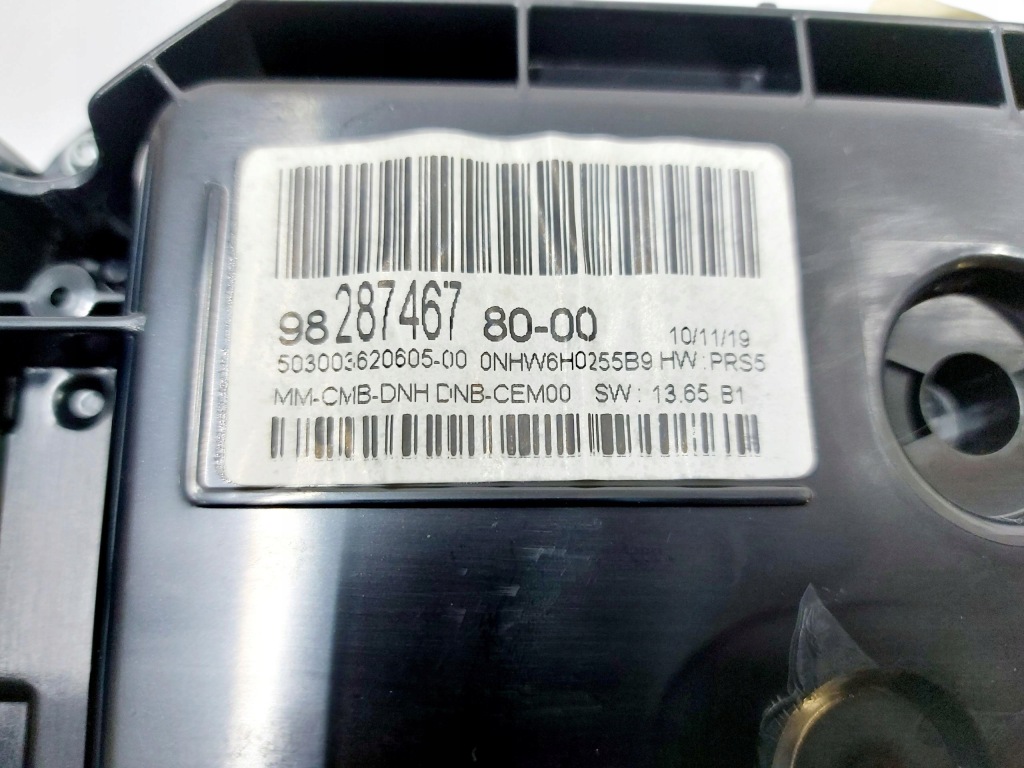 98 287467 80-00 10/11/19
503003620605-00 0NHW6H0255B9 HW: PRS5
MM-CMB-DNH DNB-CEM00 SW: 13.65 B1